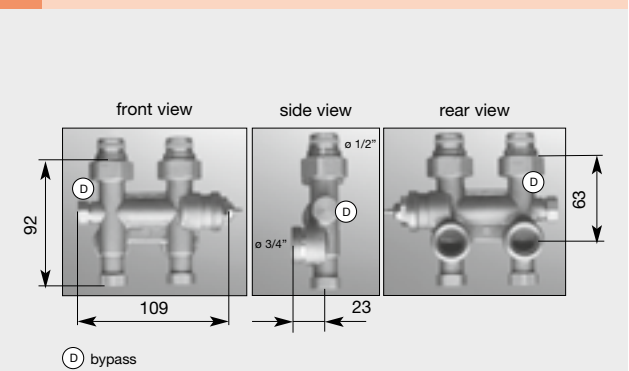 front view
side view
rear view
ø 1/2”
D
D
D
92
63
ø 3/4”
109
23
D bypass